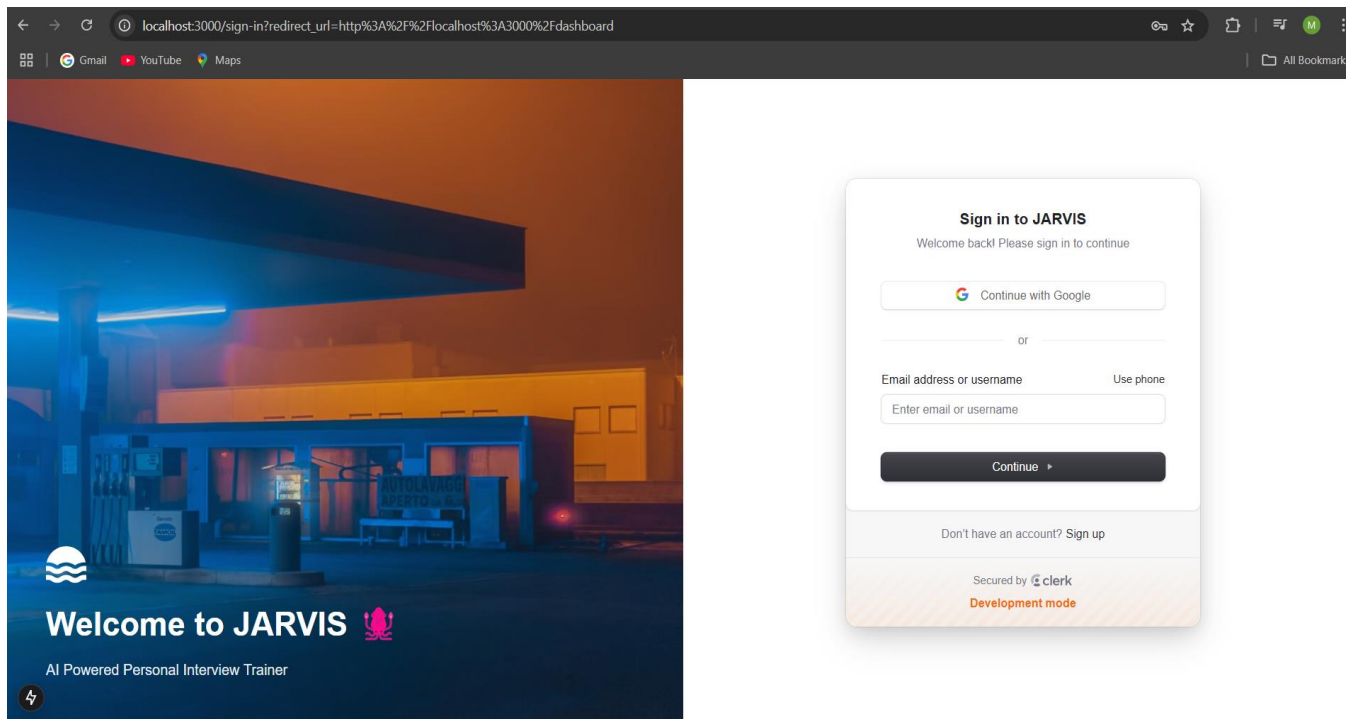 localhost:3000/sign-in?redirect_url=http%3A%2F%2Flocalhost%3A3000%2Fdashboard
M
Gmail YouTube Maps All Bookmark
Sign in to JARVIS
Welcome back! Please sign in to continue
Continue with Google
or
Email address or username Use phone
Enter email or username
Continue
Don't have an account? Sign up
Secured by clerk
Development mode
AUTOLAVAGG
APERTO
Welcome to JARVIS
AI Powered Personal Interview Trainer